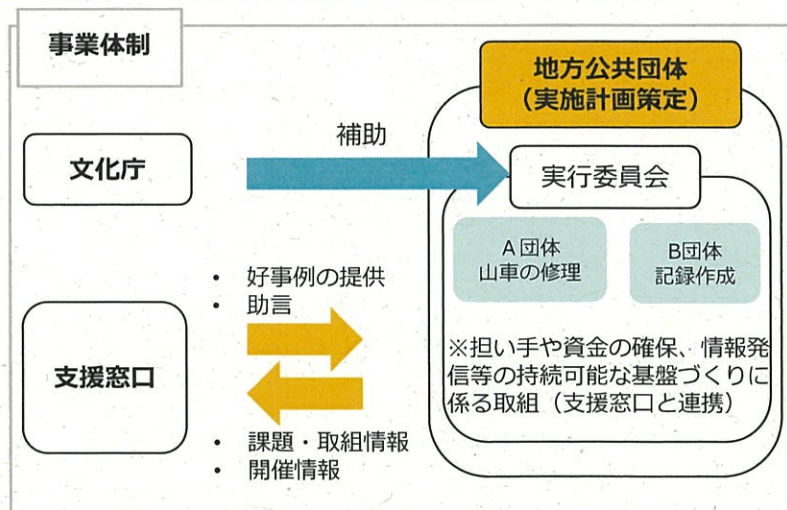 事業体制
地方公共団体
(実施計画策定)
文化庁
補助
実行委員会
A団体
山車の修理
B団体
記録作成
• 好事例の提供
• 助言
支援窓口
※担い手や資金の確保、情報発
信等の持続可能な基盤づくりに
係る取組(支援窓口と連携)
• 課題・取組情報
• 開催情報